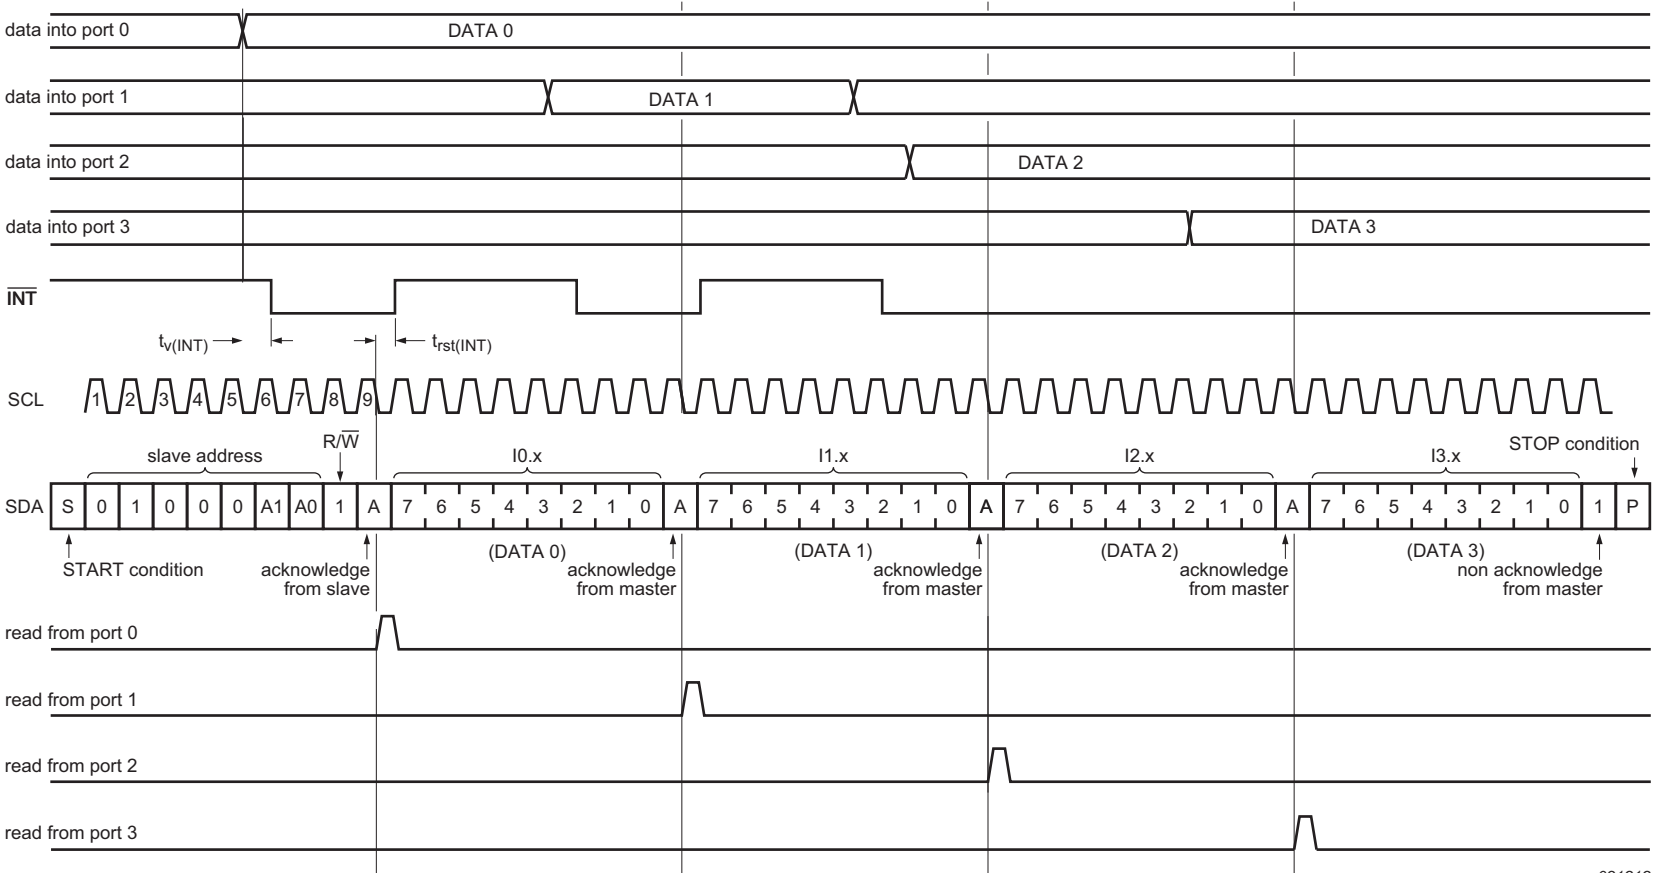 data into port 0 DATA 0
data into port 1 DATA 1
data into port 2 DATA 2
data into port 3 DATA 3
INT
tv(INT) trst(INT)
SCL 1 2 3 4 5 6 7 8 9
R/W STOP condition
slave address I0.x I1.x I2.x I3.x
SDA S 0 1 0 0 0 A1 A0 1 A 7 6 5 4 3 2 1 0 A 7 6 5 4 3 2 1 0 A 7 6 5 4 3 2 1 0 A 7 6 5 4 3 2 1 0 1 P
(DATA 0) (DATA 1) (DATA 2) (DATA 3)
START condition acknowledge acknowledge acknowledge acknowledge non acknowledge
from slave from master from master from master from master
read from port 0
read from port 1
read from port 2
read from port 3